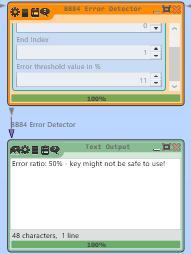 BB84 Error Detector
0
End index
1
Error threshold value in %
11
100%
BB84 Error Detector
Text Output
Error ratio: 50% - key might not be safe to use!
48 characters, 1 line
100%